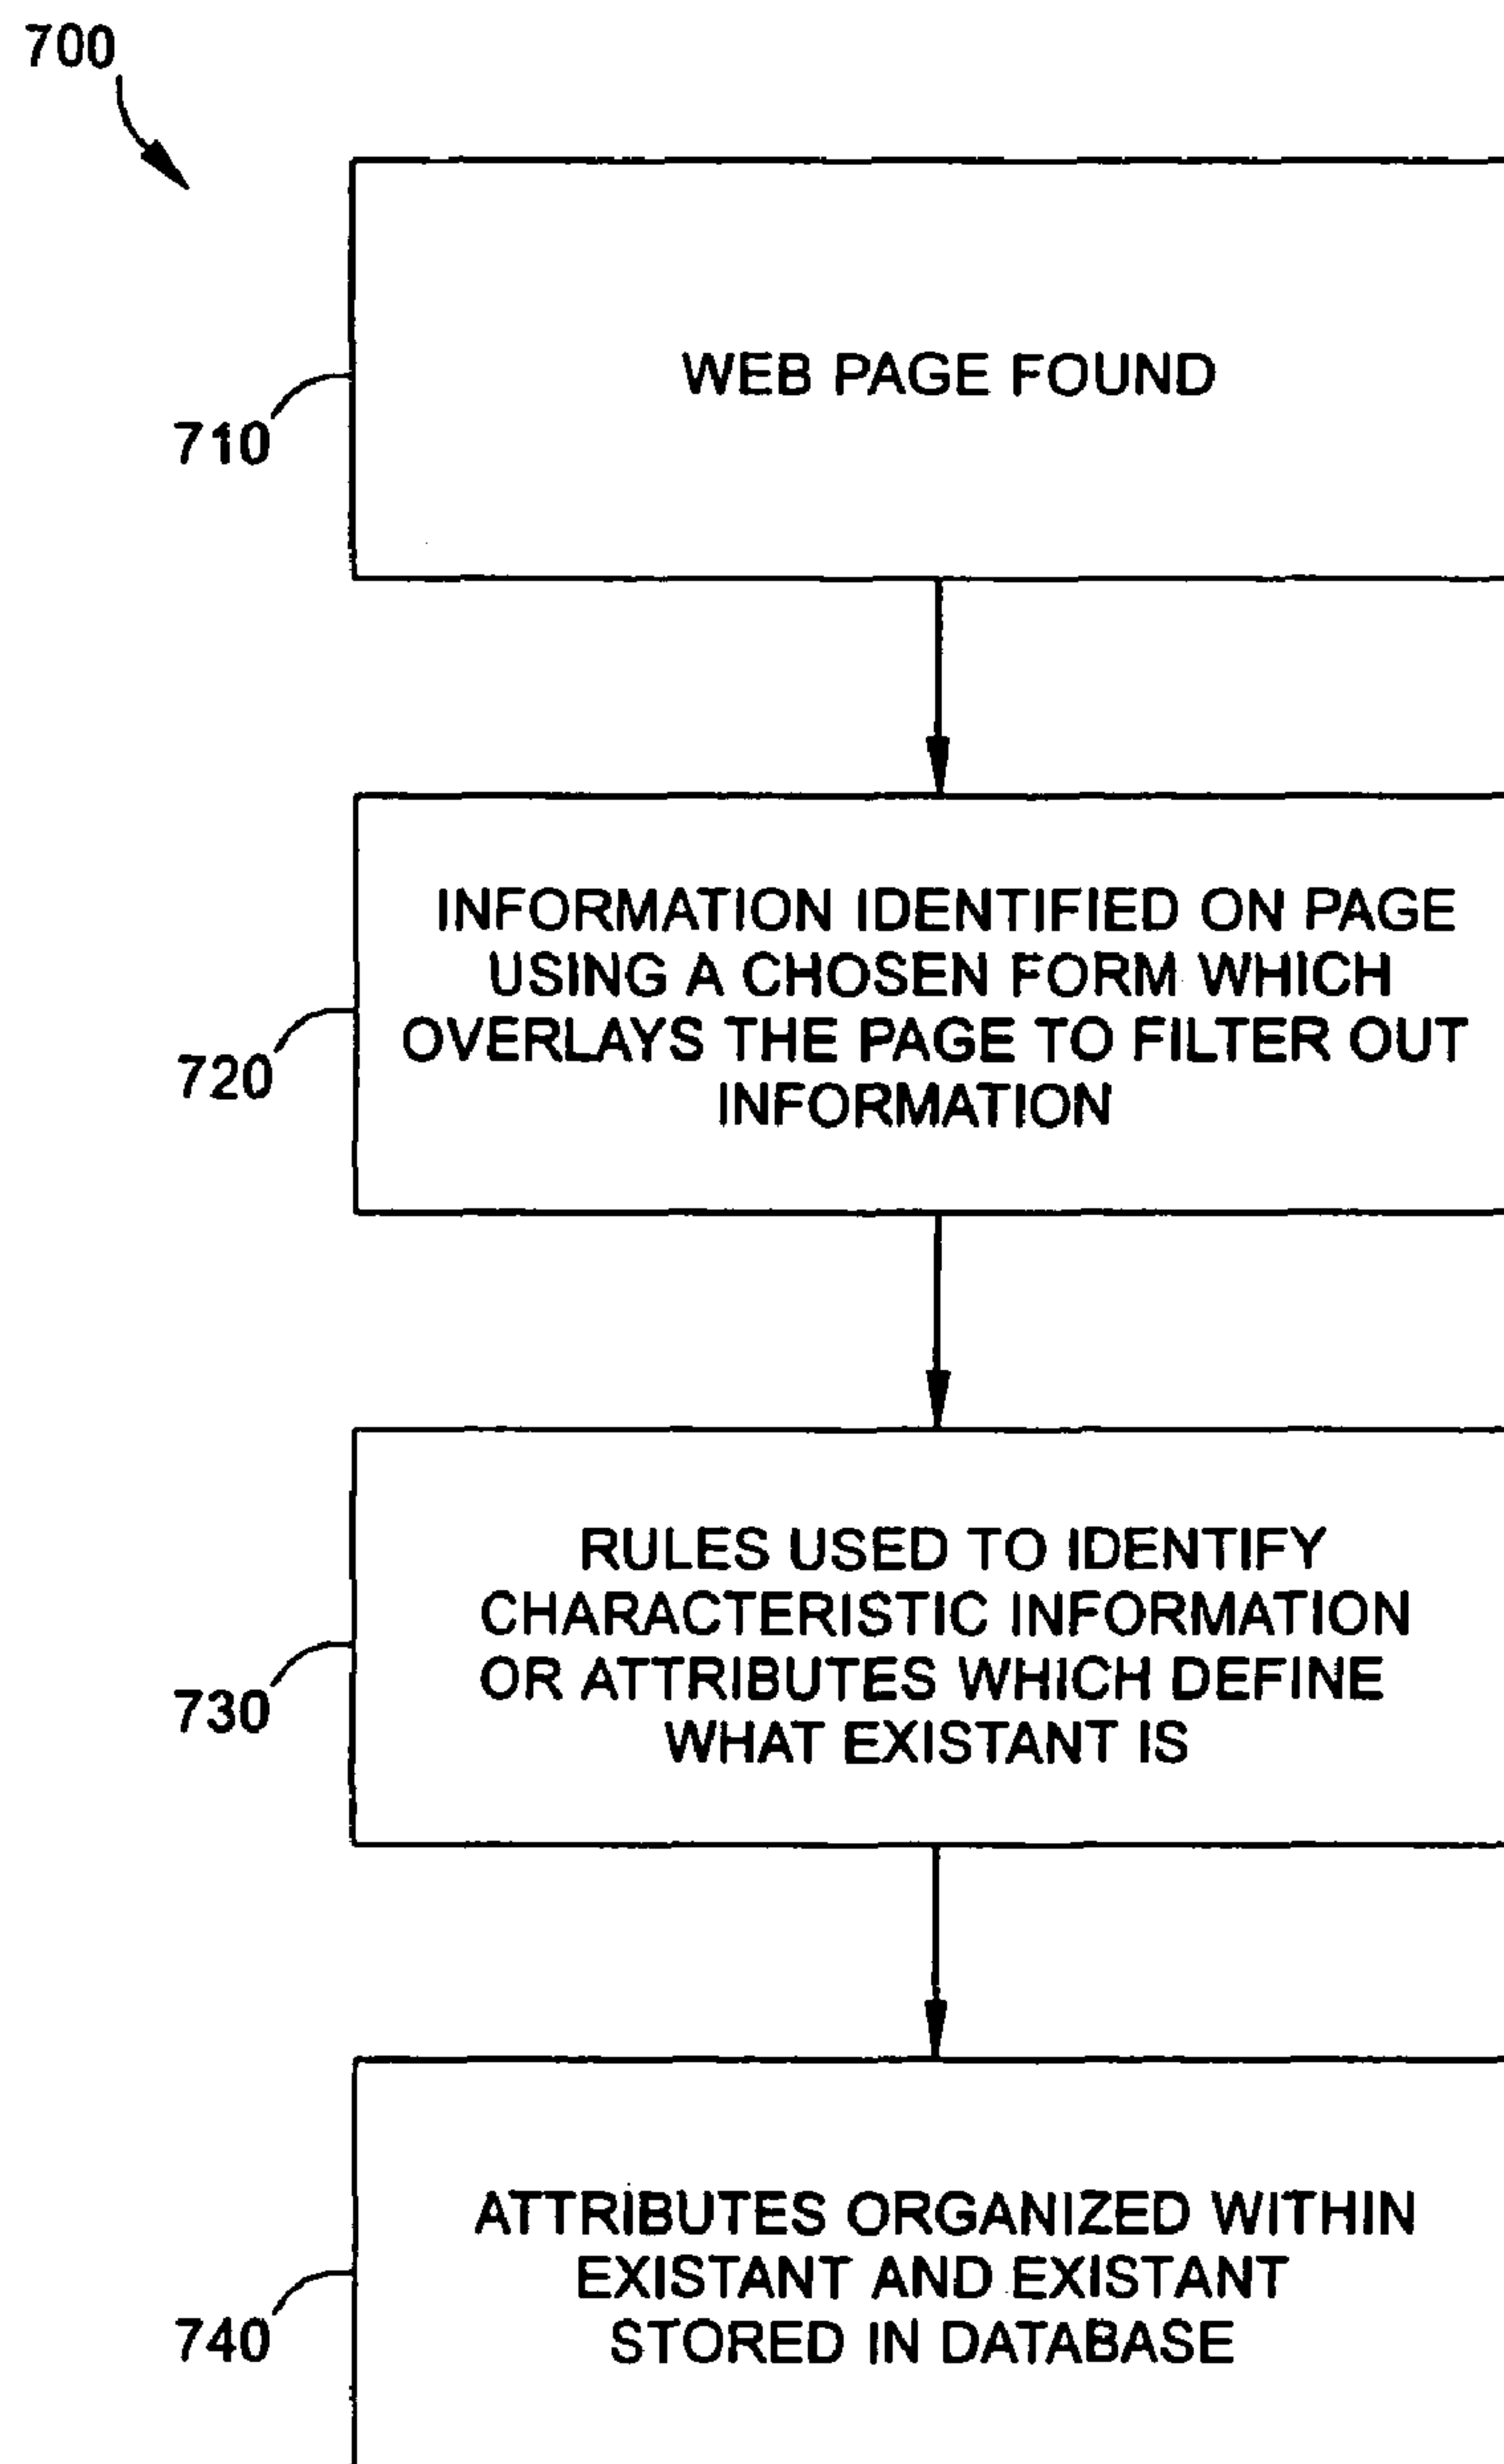 700
WEB PAGE FOUND
710
INFORMATION IDENTIFIED ON PAGE
USING A CHOSEN FORM WHICH
OVERLAYS THE PAGE TO FILTER OUT
INFORMATION
720
RULES USED TO IDENTIFY
CHARACTERISTIC INFORMATION
OR ATTRIBUTES WHICH DEFINE
WHAT EXISTANT IS
730
ATTRIBUTES ORGANIZED WITHIN
EXISTANT AND EXISTANT
STORED IN DATABASE
740